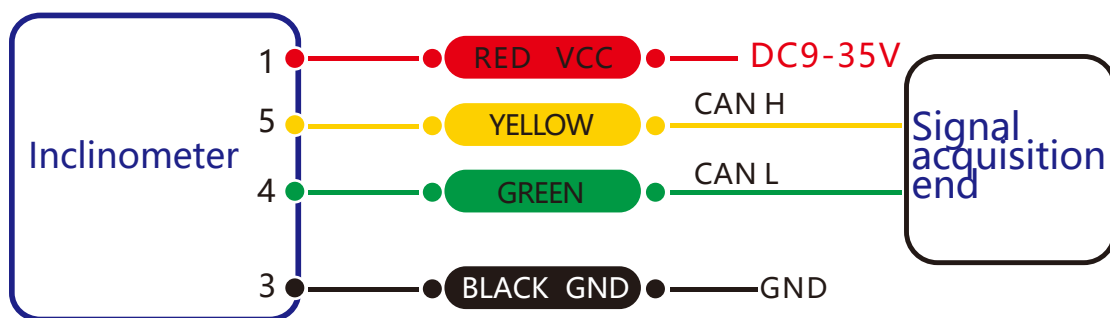 1 RED VCC DC9-35V
5 YELLOW CAN H
Inclinometer
Signal
acquisition
end
4 GREEN CAN L
3 BLACK GND GND